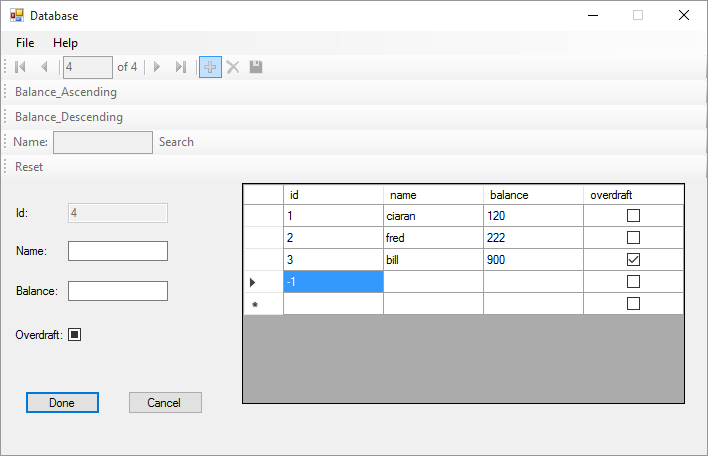 Database
File Help
4 of 4
Balance_Ascending
Balance_Descending
Name: Search
Reset
Id: 4
Name:
Balance:
Overdraft:
Done Cancel
id name balance overdraft
1 ciaran 120
2 fred 222
3 bill 900
-1
*